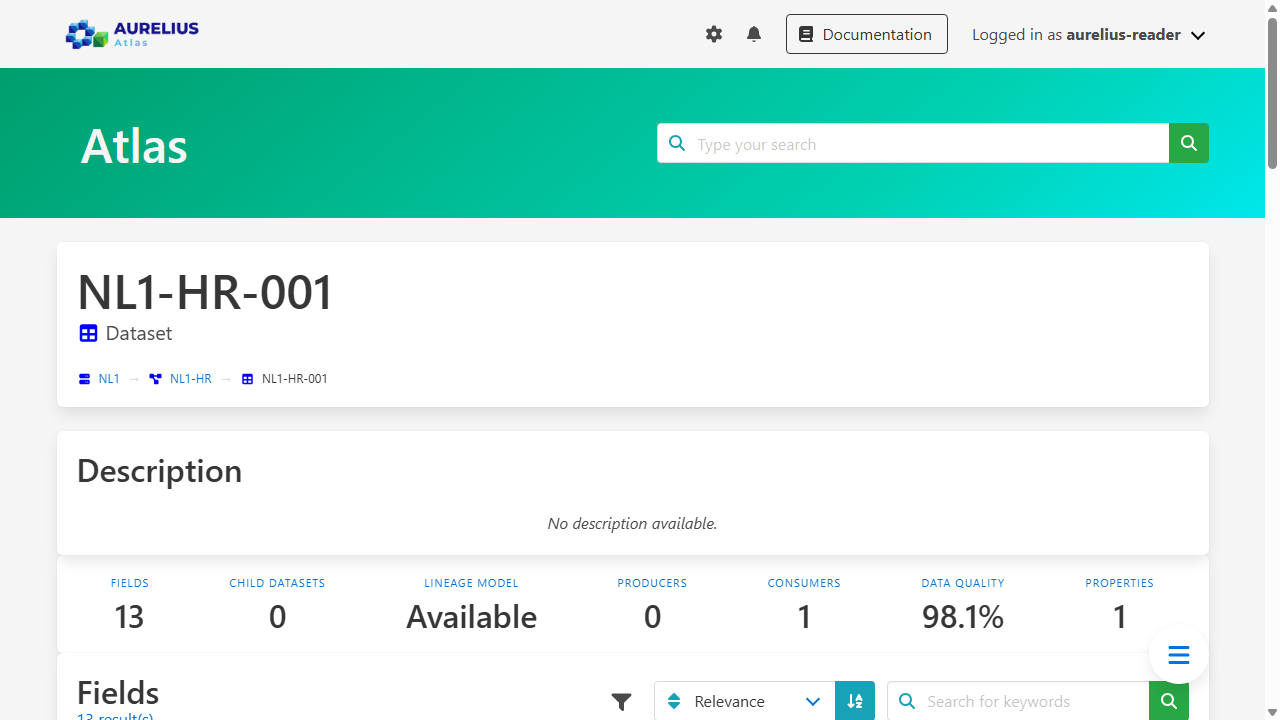 AURELIUS
Atlas
Documentation
Logged in as aurelius-reader
Atlas
Type your search
NL1-HR-001
Dataset
NL1 → NL1-HR → NL1-HR-001
Description
No description available.
FIELDS CHILD DATASETS LINEAGE MODEL PRODUCERS CONSUMERS DATA QUALITY PROPERTIES
13 0 Available 0 1 98.1% 1
Fields
Relevance
Search for keywords
13 result(s)